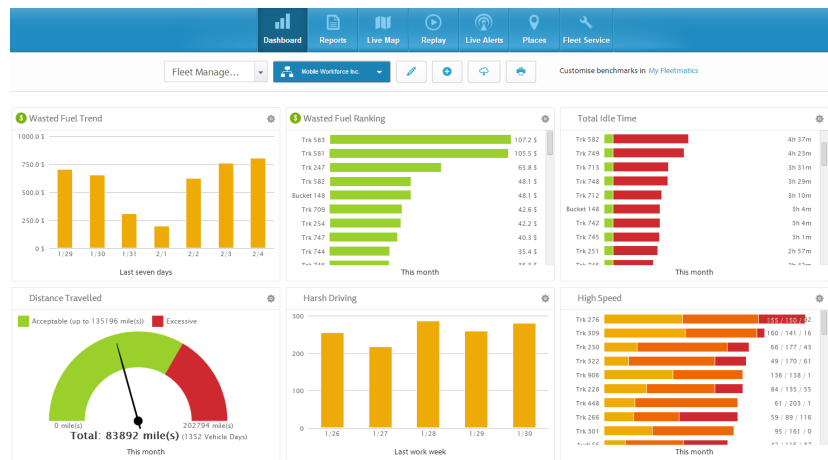 Dashboard Reports Live Map Replay Live Alerts Places Fleet Service
Fleet Manage... Mobile Workforce Inc. Customise benchmarks in My Fleetmatics
Wasted Fuel Trend
1000.0 $
750.0 $
500.0 $
250.0 $
0 $
1/29 1/30 1/31 2/1 2/2 2/3 2/4
Last seven days
Wasted Fuel Ranking
Trk 583 107.2 $
Trk 581 105.5 $
Trk 247 65.8 $
Trk 582 48.1 $
Bucket 148 48.1 $
Trk 709 42.6 $
Trk 254 42.2 $
Trk 747 40.3 $
Trk 744 35.4 $
This month
Total Idle Time
Trk 582 4h 37m
Trk 749 4h 23m
Trk 713 3h 31m
Trk 748 3h 29m
Trk 712 3h 10m
Bucket 148 3h 4m
Trk 742 3h 4m
Trk 745 3h 1m
Trk 251 2h 57m
This month
Distance Travelled
Acceptable (up to 135196 mile(s)) Excessive
0 mile(s) 202794 mile(s)
Total: 83892 mile(s) (1352 Vehicle Days)
This month
Harsh Driving
300
200
100
0
1/26 1/27 1/28 1/29 1/30
Last work week
High Speed
Trk 276 155 / 150 / 92
Trk 309 160 / 141 / 16
Trk 230 66 / 177 / 43
Trk 322 49 / 170 / 61
Trk 906 136 / 138 / 1
Trk 228 84 / 135 / 55
Trk 448 61 / 203 / 1
Trk 266 59 / 89 / 116
Trk 301 95 / 161 / 0
This month